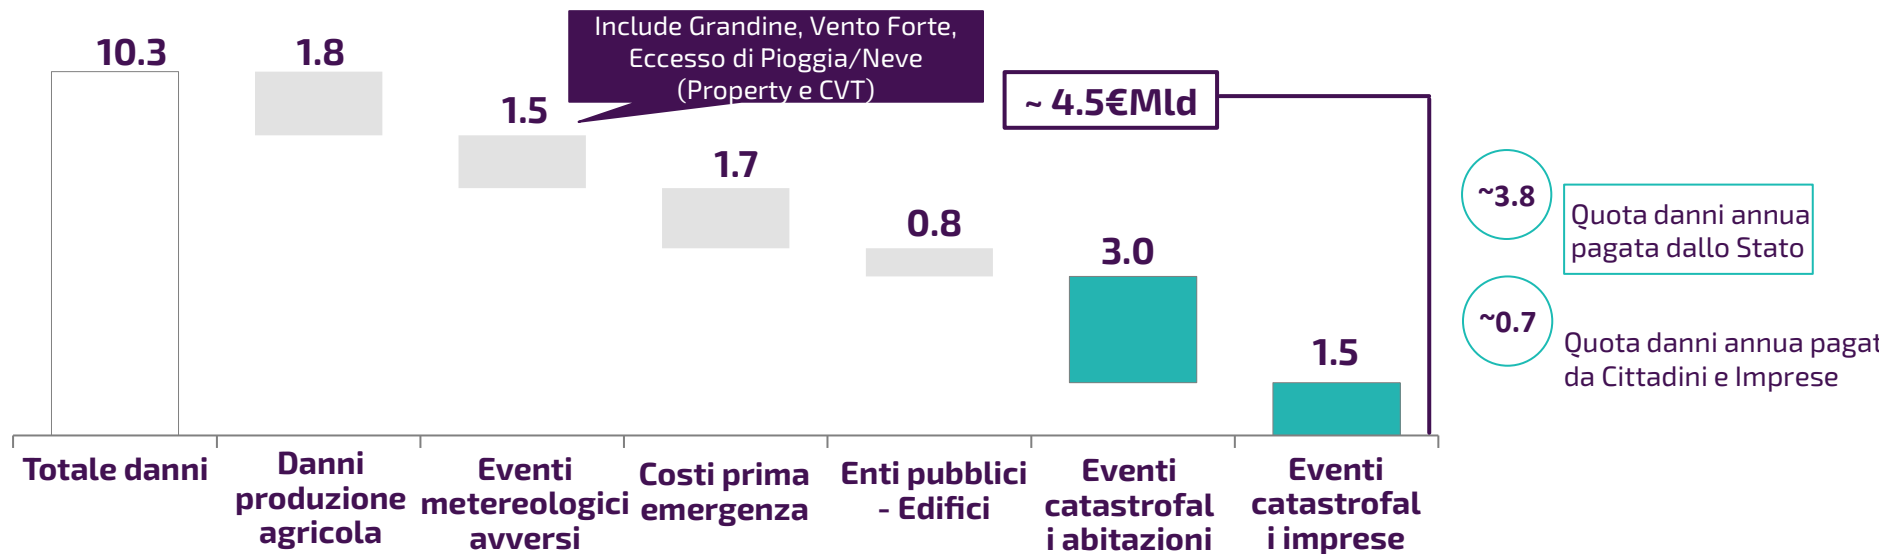 10.3
1.8
Include Grandine, Vento Forte,
Eccesso di Pioggia/Neve
(Property e CVT)
1.5
~ 4.5€Mld
1.7
0.8
3.0
1.5
~3.8
Quota danni annua
pagata dallo Stato
~0.7
Quota danni annua pagat
da Cittadini e Imprese
Totale danni
Danni
produzione
agricola
Eventi
metereologici
avversi
Costi prima
emergenza
Enti pubblici
- Edifici
Eventi
catastrofal
i abitazioni
Eventi
catastrofal
i imprese